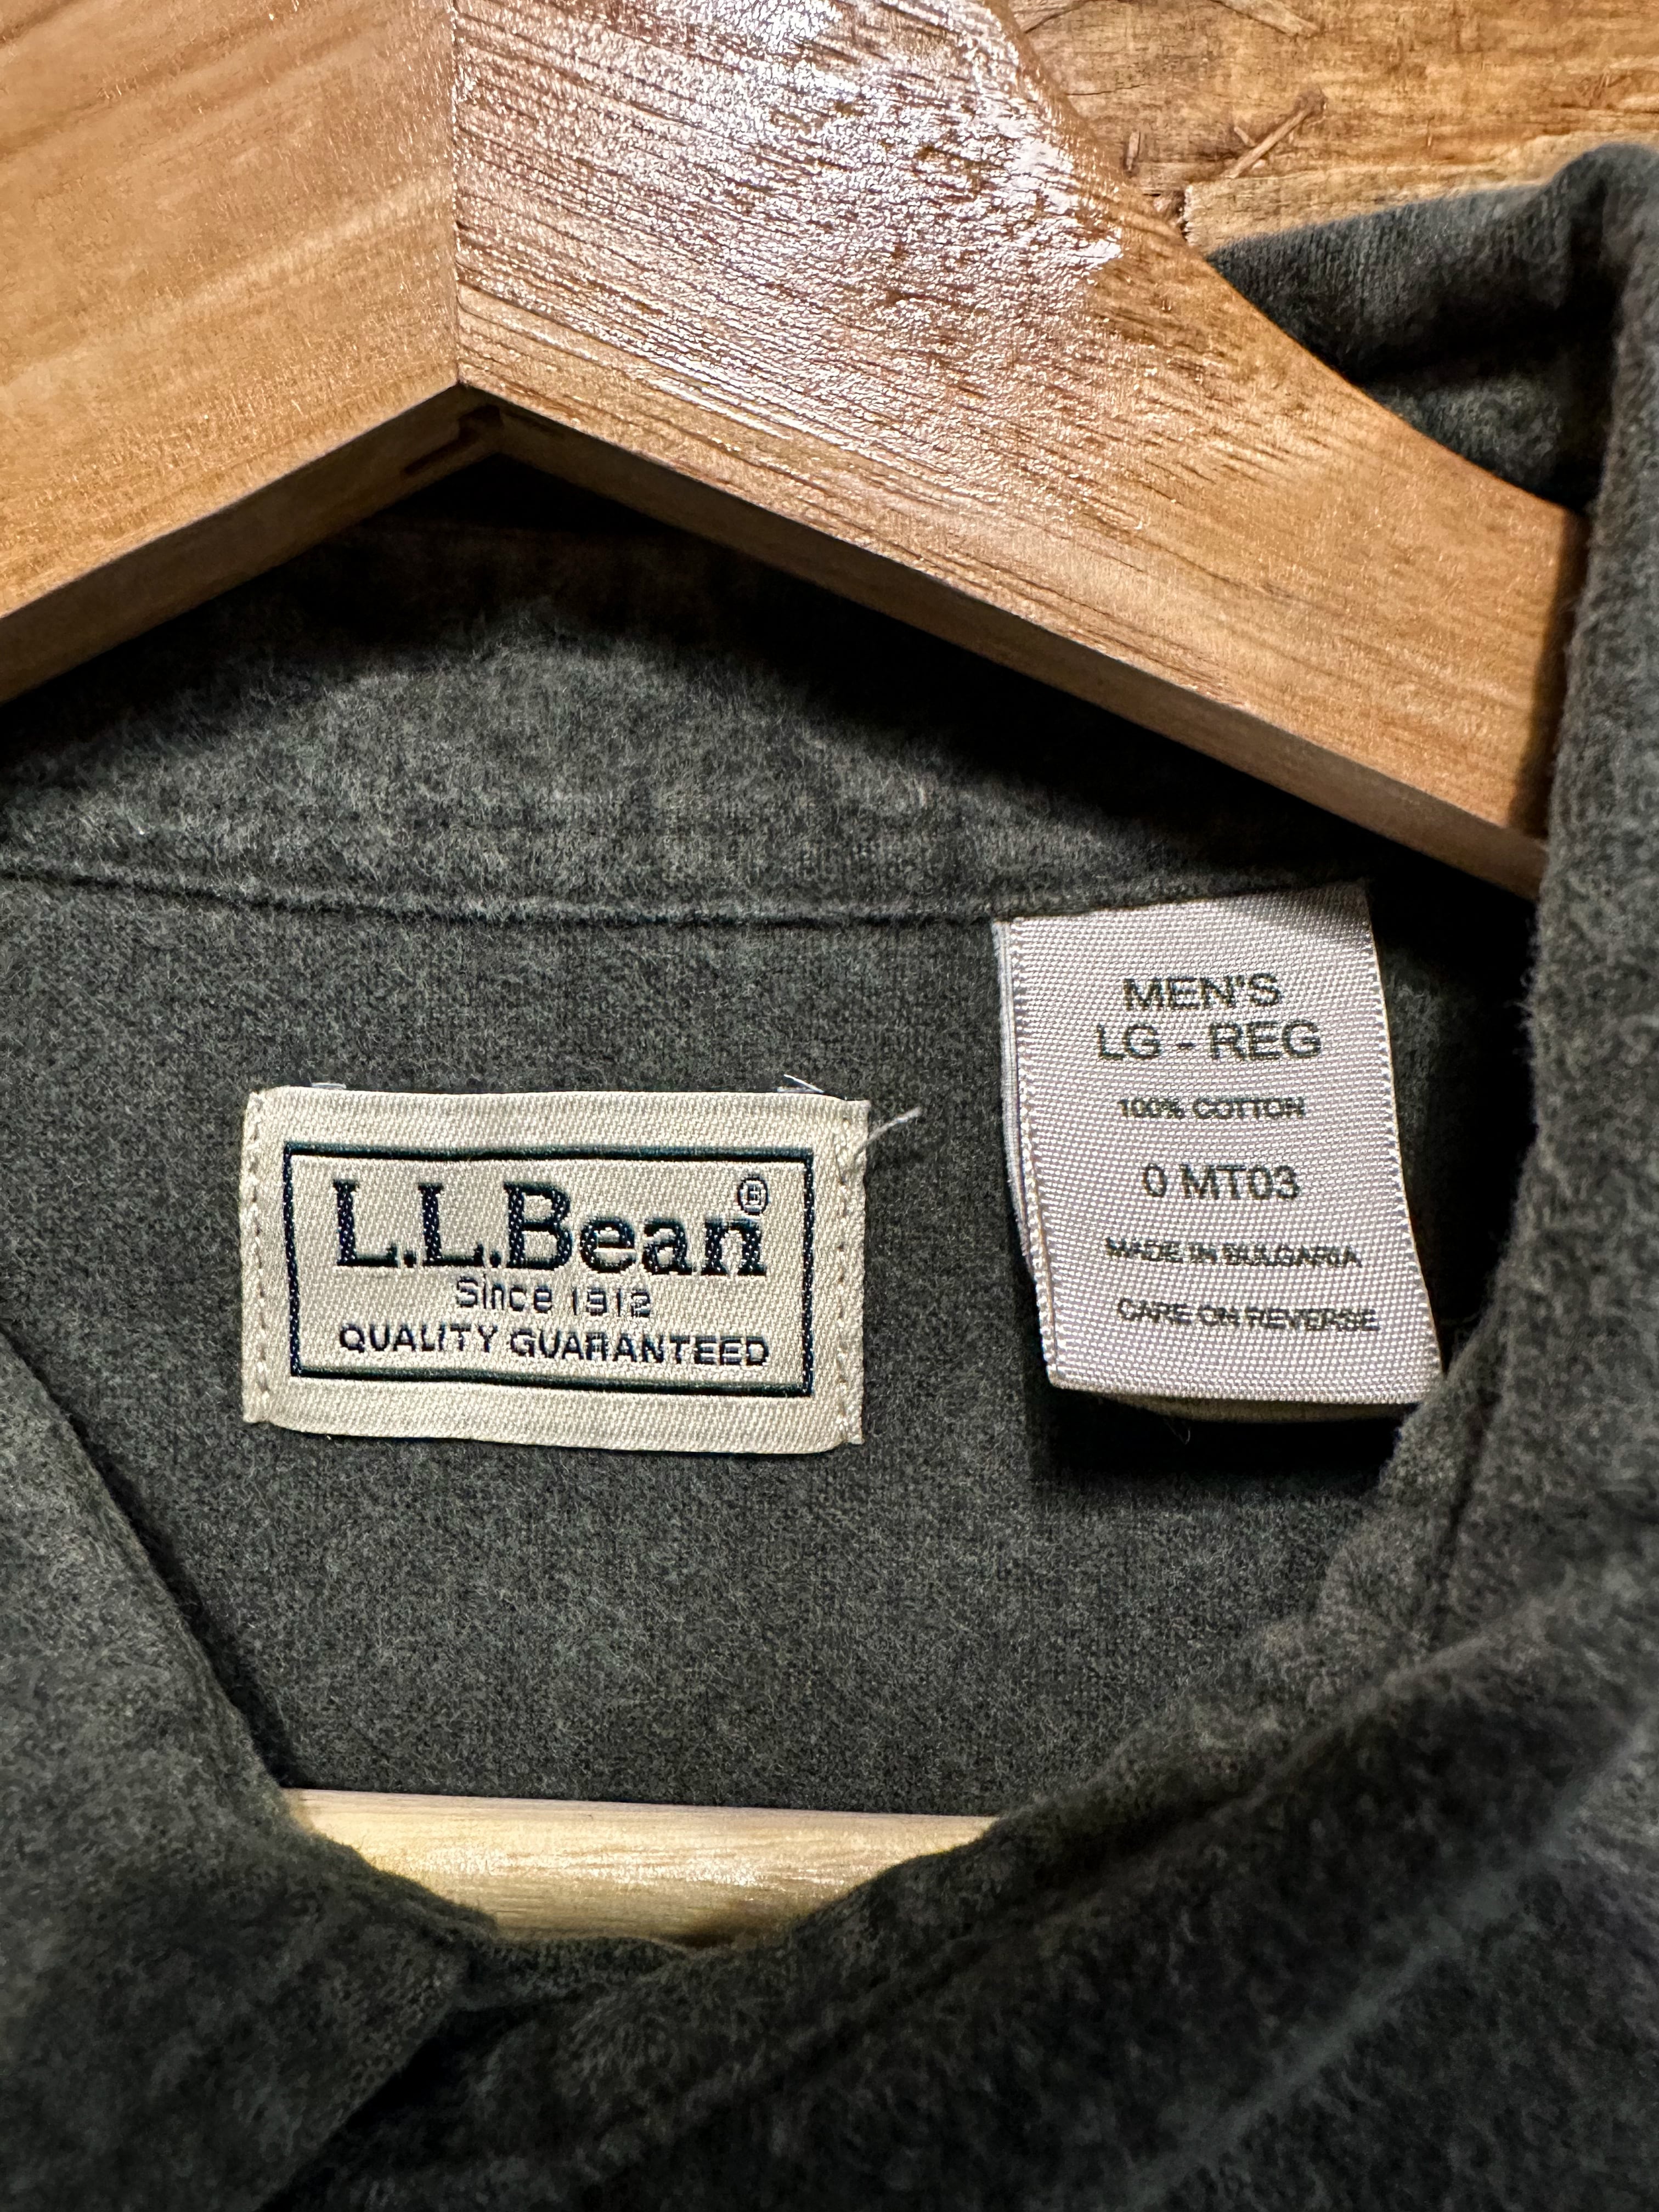 L.L.Bean®
Since 1912
QUALITY GUARANTEED
MEN'S
LG - REG
100% COTTON
0 MT03
MADE IN BULGARIA
CARE ON REVERSE